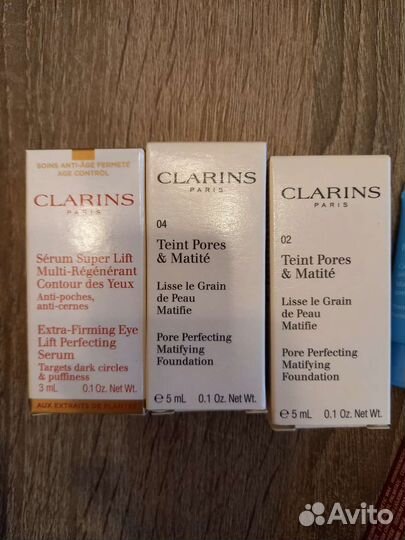 SOINS ANTI-ÂGE FERMETÉ
AGE CONTROL
CLARINS
PARIS
Sérum Super Lift
Multi-Régénérant
Contour des Yeux
Anti-poches,
anti-cernes
Extra-Firming Eye
Lift Perfecting
Serum
Targets dark circles
& puffiness
3 mL 0.1 Oz. Net Wt.
AUX EXTRAITS DE PLANTES
CLARINS
PARIS
04
Teint Pores
& Matité
Lisse le Grain
de Peau
Matifie
Pore Perfecting
Matifying
Foundation
℮ 5 mL 0.1 Oz. Net Wt.
CLARINS
PARIS
02
Teint Pores
& Matité
Lisse le Grain
de Peau
Matifie
Pore Perfecting
Matifying
Foundation
℮ 5 mL 0.1 Oz. Net Wt.
Avito